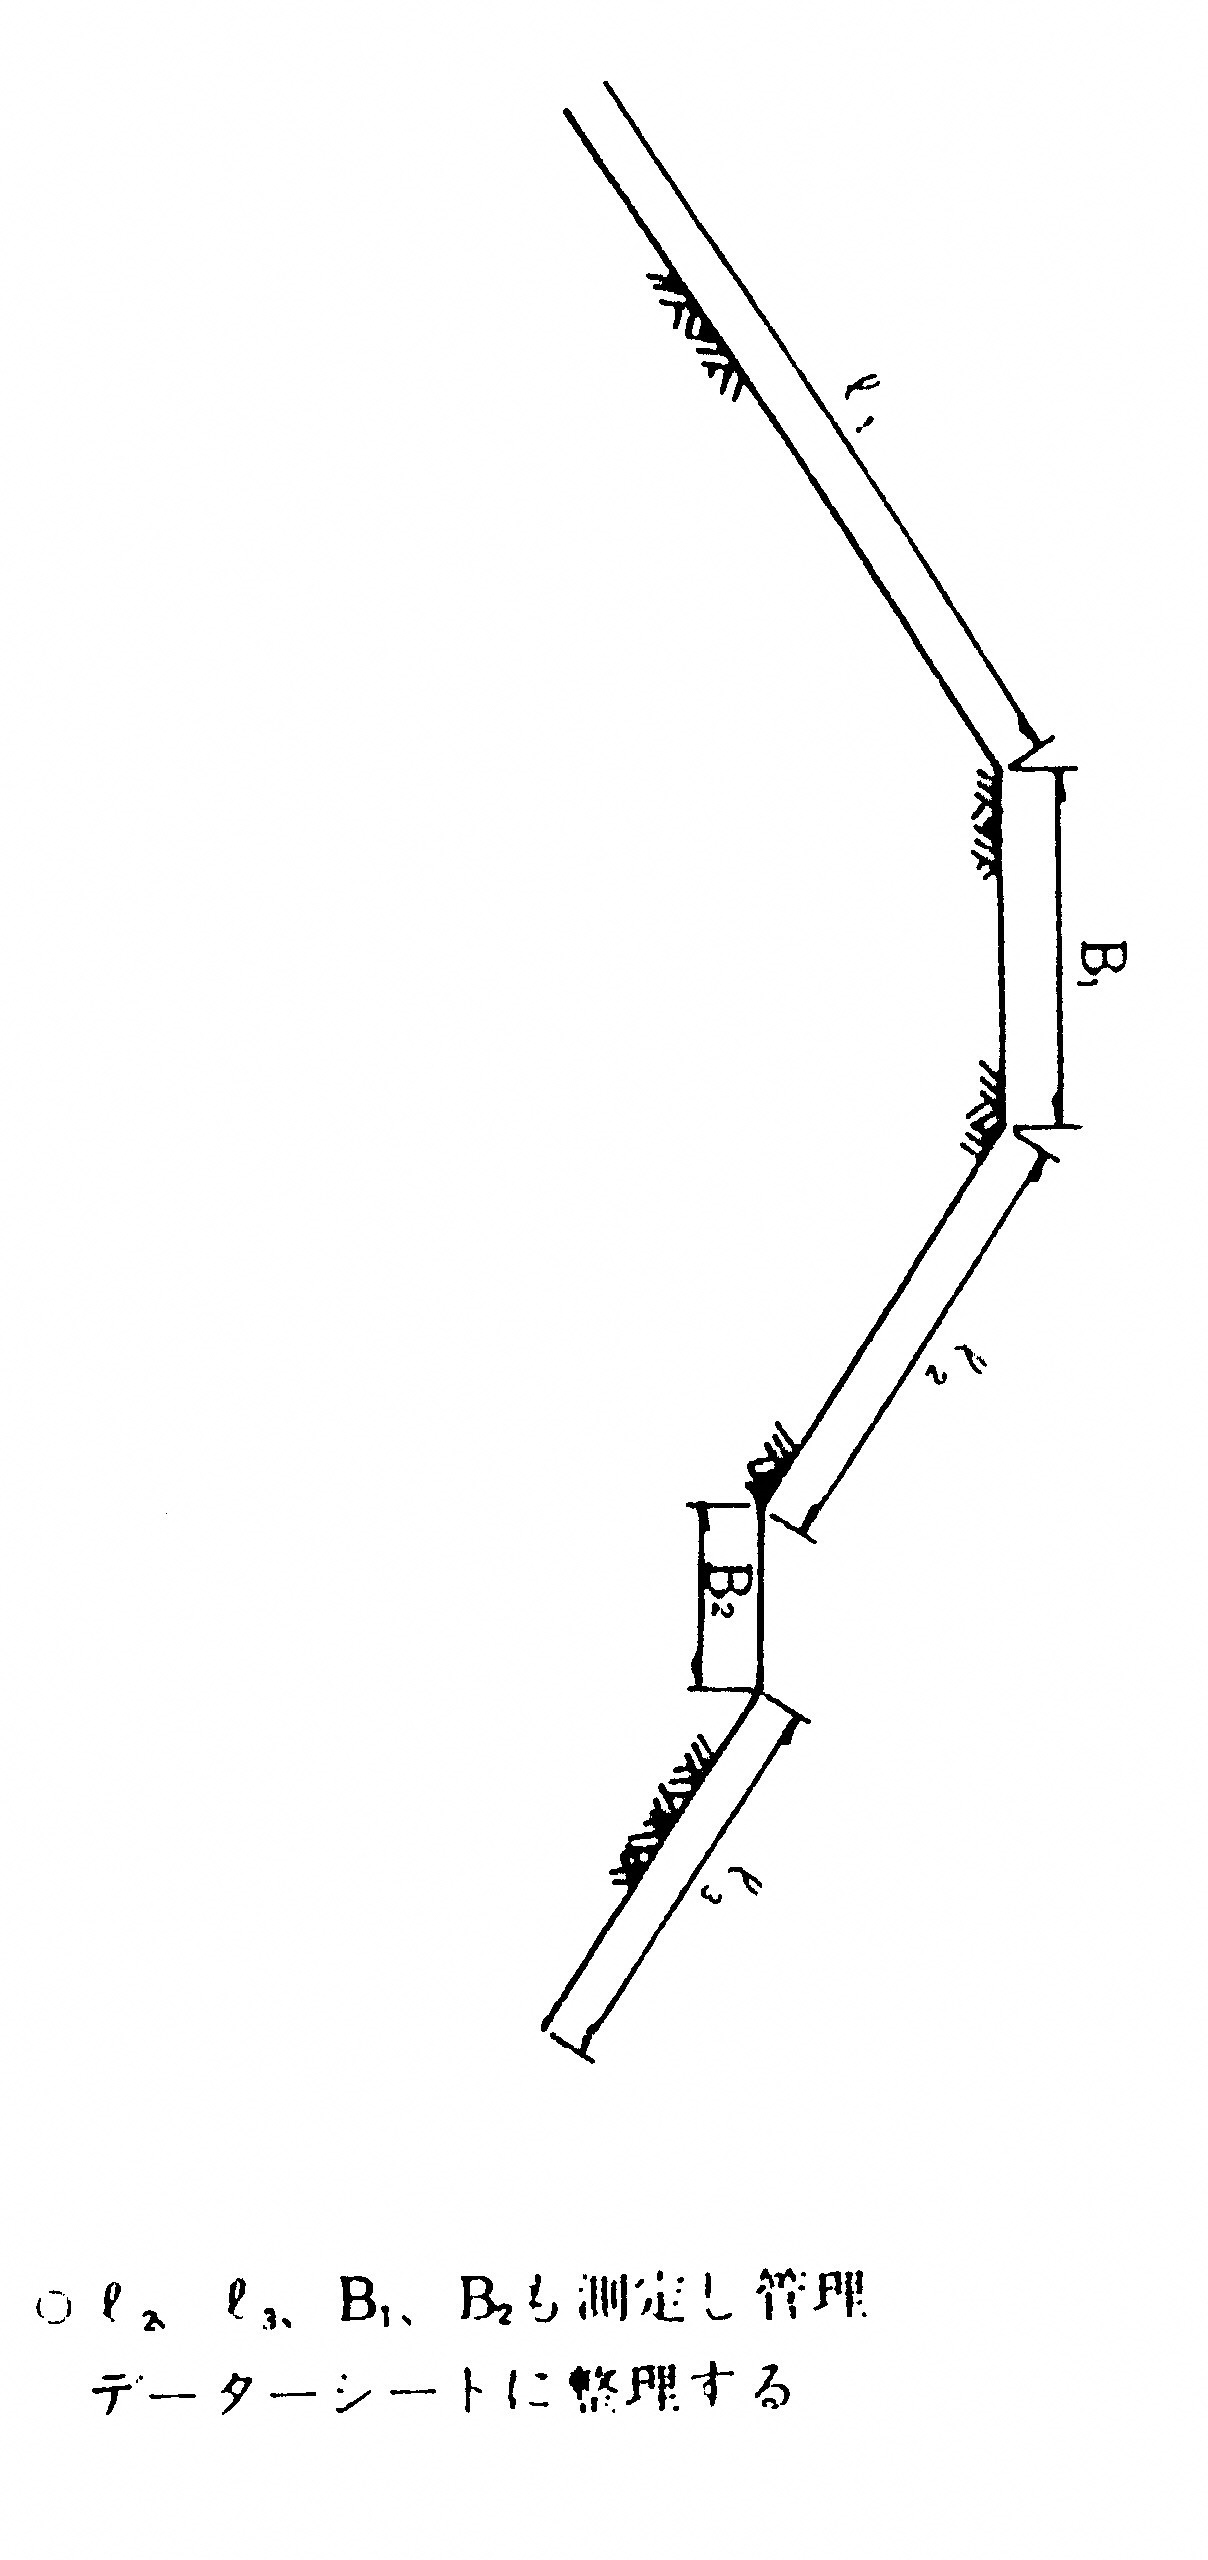 ℓ₁
B₁
ℓ₂
B₂
ℓ₃
○ ℓ₂、ℓ₃、B₁、B₂も測定し管理
データーシートに整理する